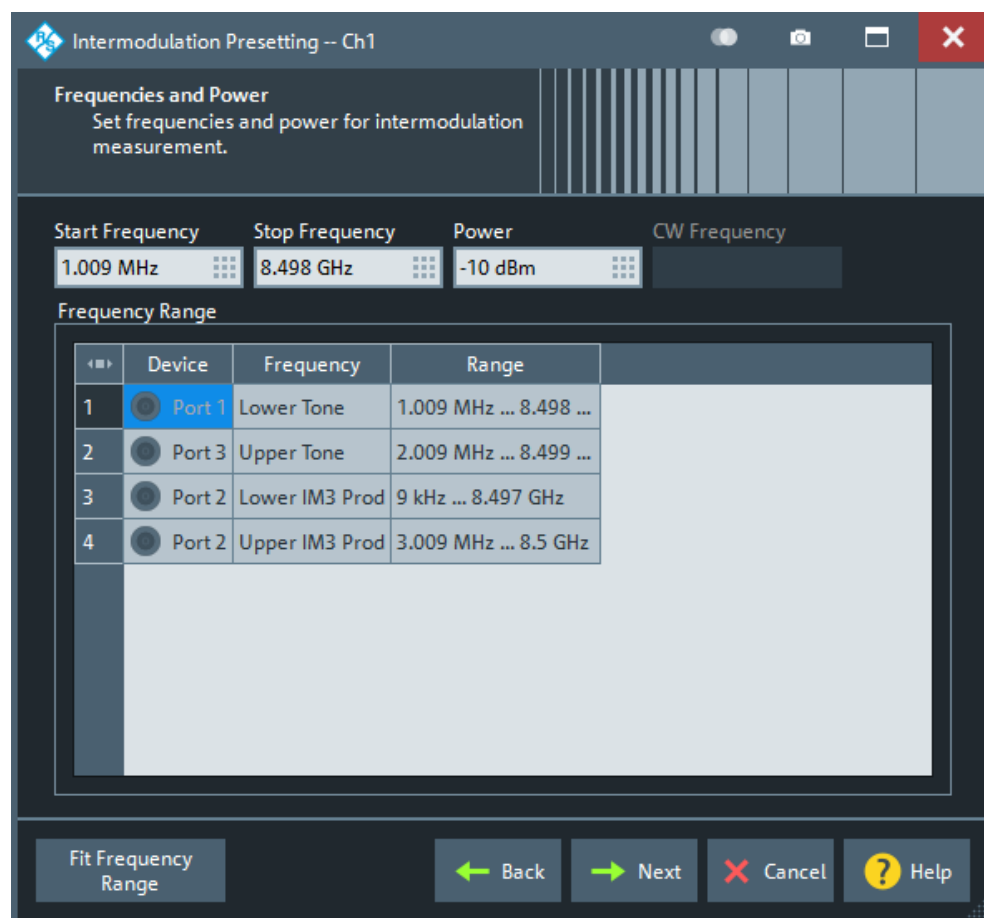 Intermodulation Presetting -- Ch1
Frequencies and Power
Set frequencies and power for intermodulation
measurement.
Start Frequency Stop Frequency Power CW Frequency
1.009 MHz 8.498 GHz -10 dBm
Frequency Range
Device Frequency Range
1 Port 1 Lower Tone 1.009 MHz ... 8.498 ...
2 Port 3 Upper Tone 2.009 MHz ... 8.499 ...
3 Port 2 Lower IM3 Prod 9 kHz ... 8.497 GHz
4 Port 2 Upper IM3 Prod 3.009 MHz ... 8.5 GHz
Fit Frequency
Range
Back Next Cancel ? Help